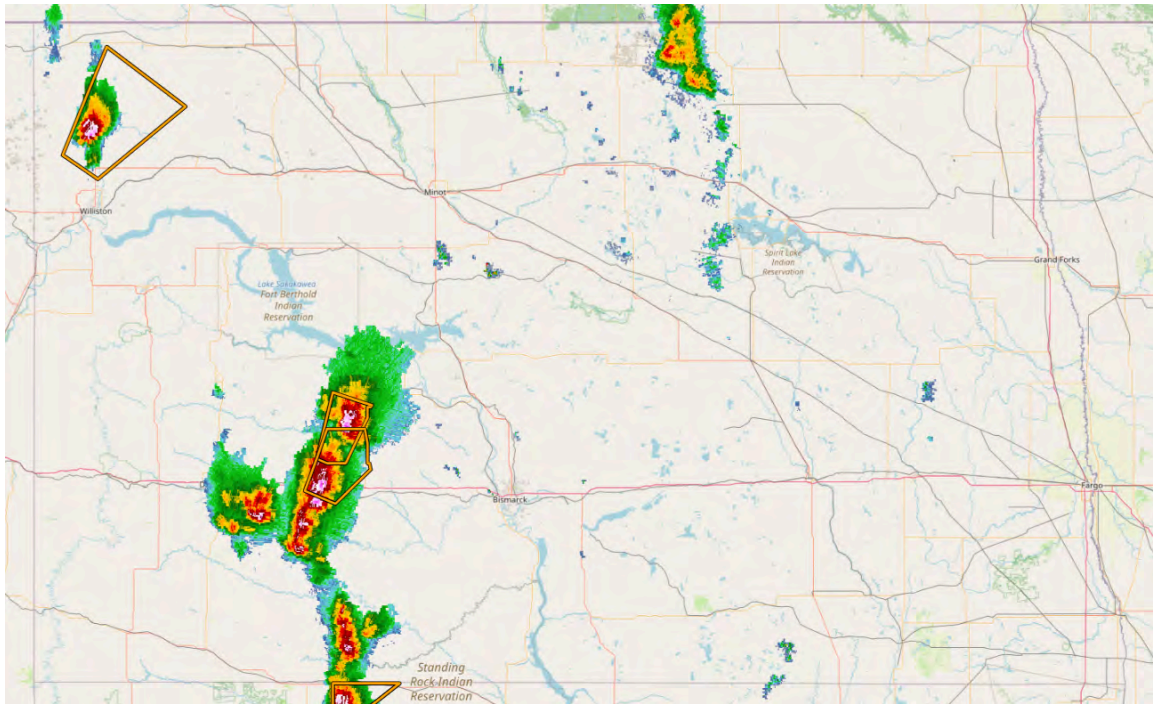 Minot
Williston
Spirit Lake
Indian
Reservation
Grand Forks
Lake Sakakawea
Fort Berthold
Indian
Reservation
Bismarck
Fargo
Standing
Rock Indian
Reservation